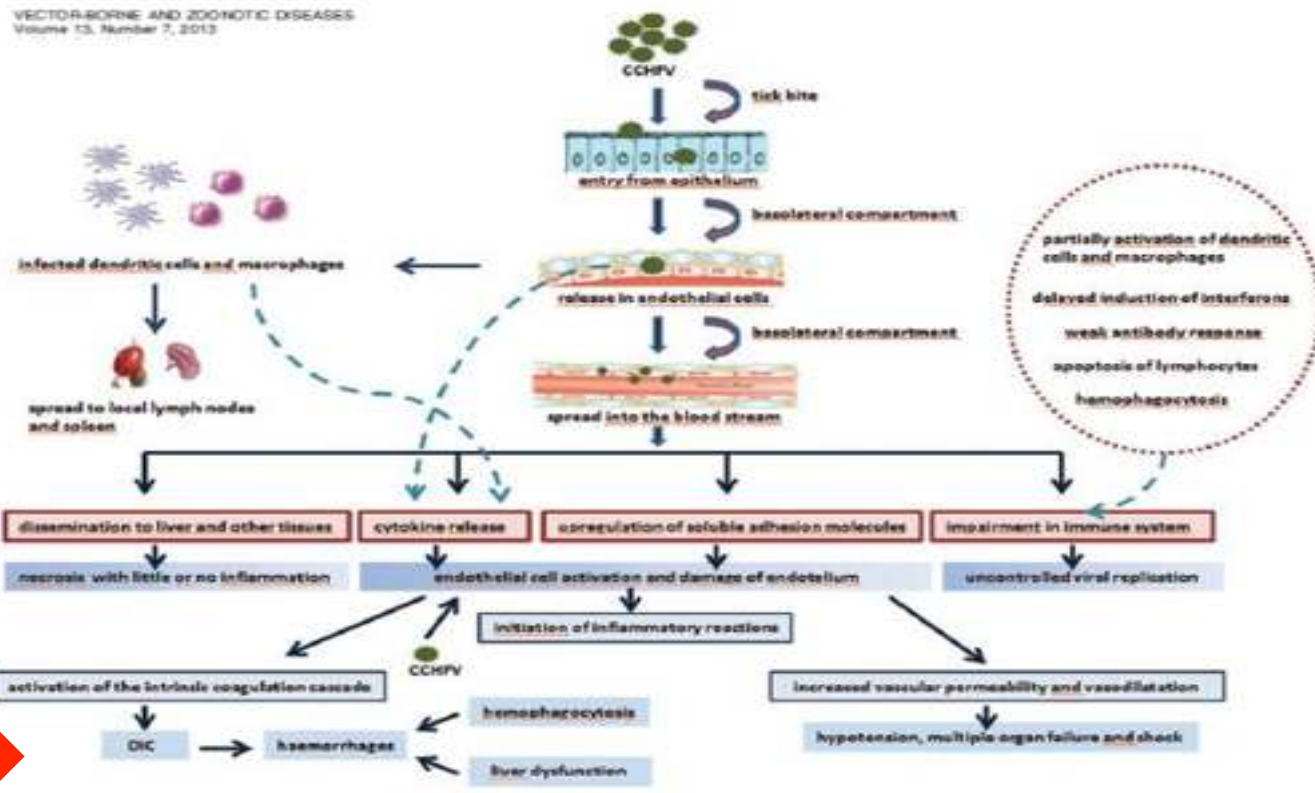 VECTOR-BORNE AND ZOONOTIC DISEASES
Volume 13, Number 7, 2013
CCHFV
tick bite
entry from epithelium
basolateral compartment
infected dendritic cells and macrophages
release in endothelial cells
basolateral compartment
spread to local lymph nodes
and spleen
spread into the blood stream
partially activation of dendritic
cells and macrophages
delayed induction of interferons
weak antibody response
apoptosis of lymphocytes
hemophagocytosis
dissemination to liver and other tissues
cytokine release
upregulation of soluble adhesion molecules
impairment in immune system
necrosis with little or no inflammation
endothelial cell activation and damage of endotelium
uncontrolled viral replication
initiation of inflammatory reactions
CCHFV
activation of the intrinsic coagulation cascade
increased vascular permeability and vasodilatation
hemophagocytosis
DIC
haemorrhages
hypotension, multiple organ failure and shock
liver dysfunction